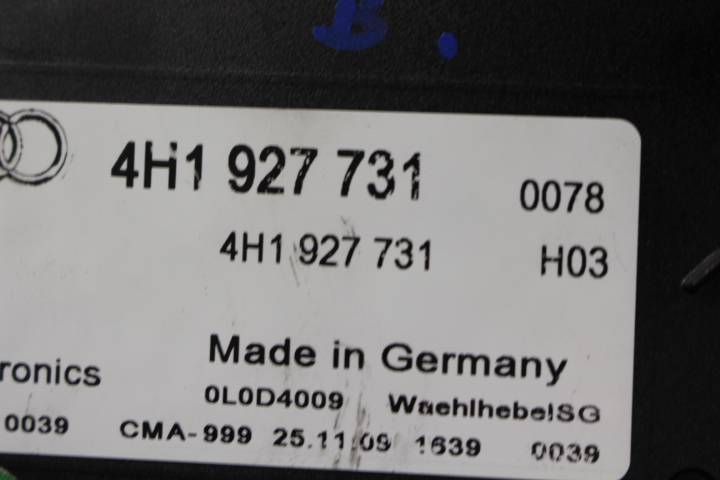 B.
4H1 927 731 0078
4H1 927 731 H03
Made in Germany
ronics 0L0D4009 WaehlhebelSG
0039 CMA-999 25.11.09 1639 0039